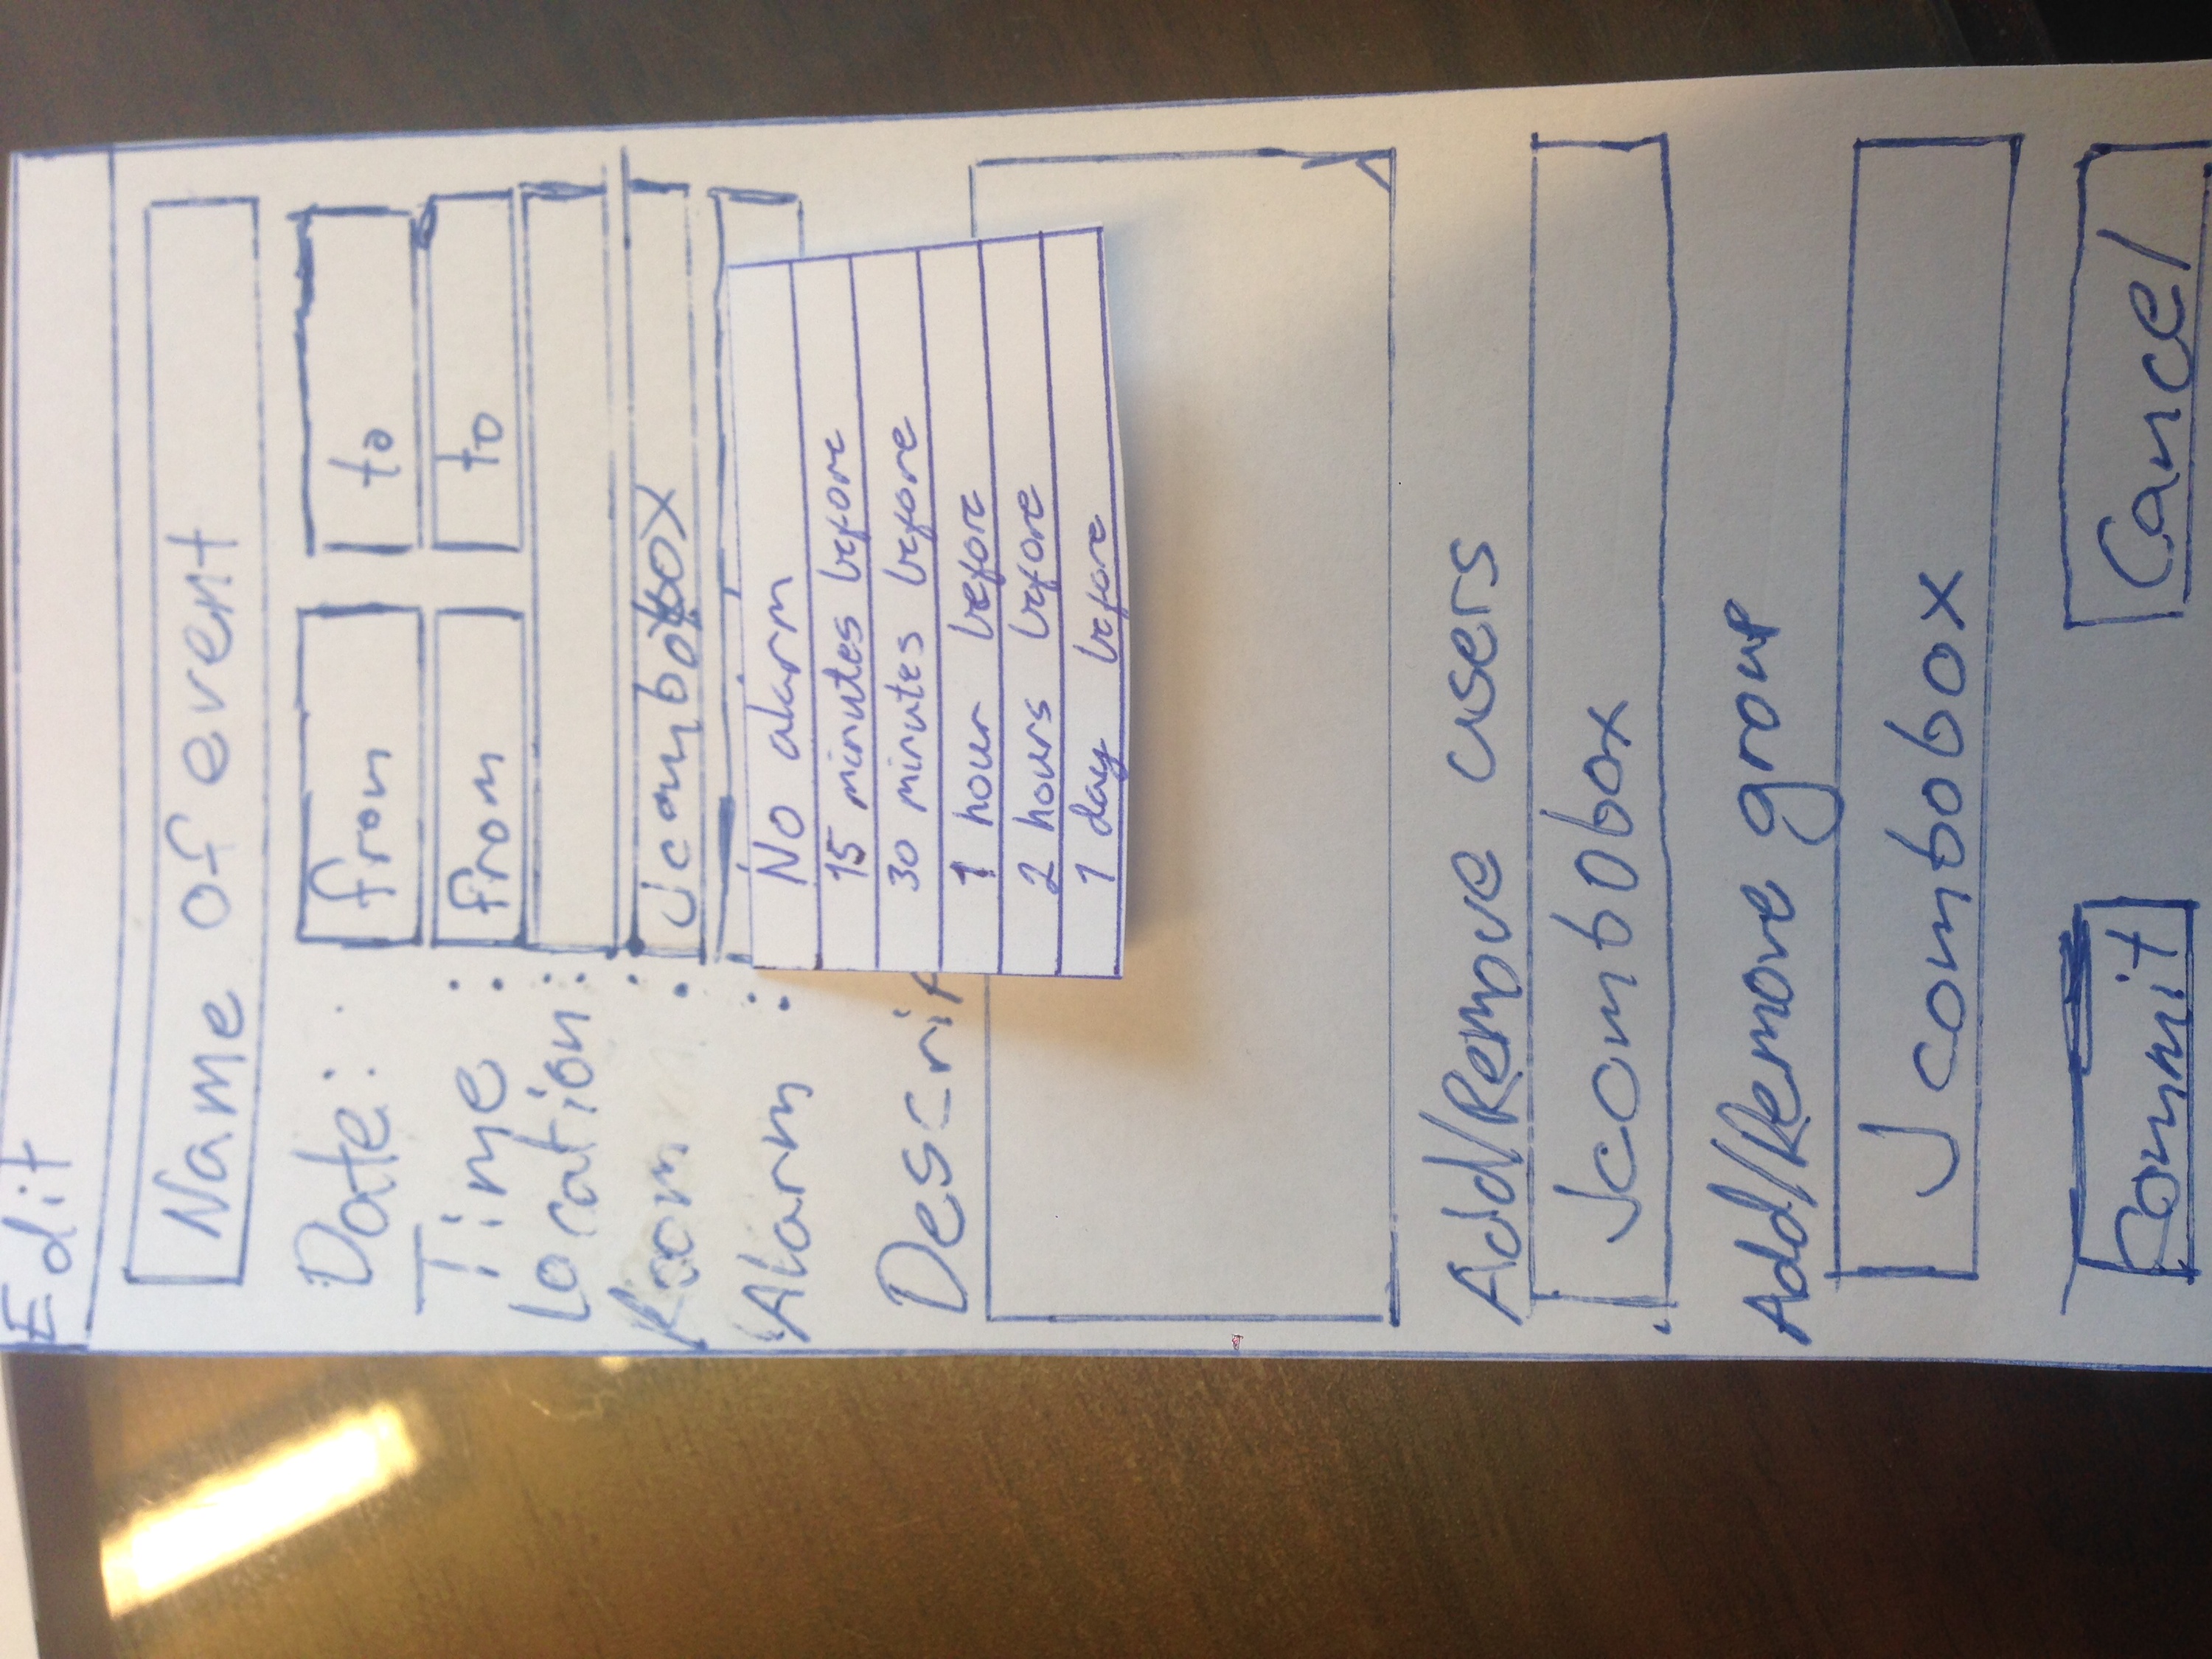 Edit
Name of event
Date: from to
Time: from to
Location:
Room: Jcombobox
Alarm:
No alarm
15 minutes before
30 minutes before
1 hour before
2 hours before
1 day before
Descrip
Add/Remove users
Jcombobox
Add/Remove group
Jcombobox
Commit Cancel